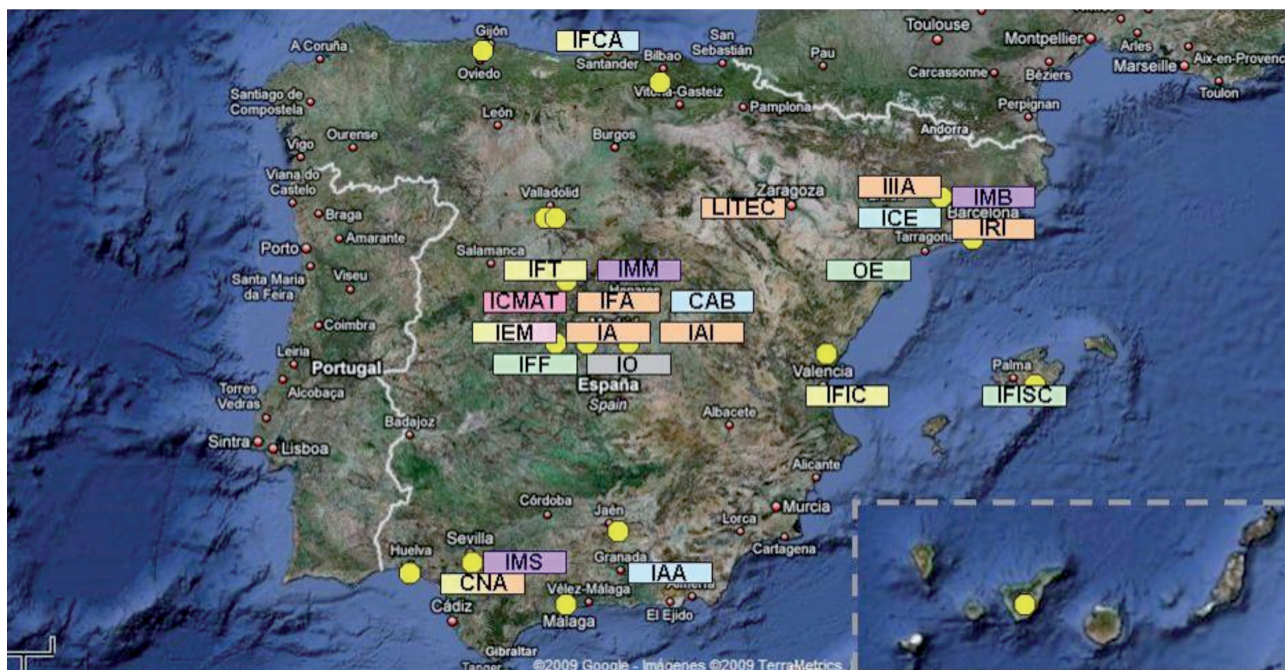 Toulouse
Montpellier
Arles
Aix-en-Provenc
Marseille
Toulon
Béziers
Carcassonne
Perpignan
Pau
Andorra
Gijón
A Coruña
Oviedo
IFCA
Santander
Bilbao
San
Sebastián
Vitoria-Gasteiz
Pamplona
Santiago de
Compostela
León
Burgos
Ourense
Vigo
Viana do
Castelo
Valladolid
Zaragoza
LITEC
IIIA
IMB
ICE
Barcelona
IRI
Tarragona
Braga
Amarante
Porto
Salamanca
Santa Maria
da Feira
Viseu
IFT
IMM
OE
ICMAT
IFA
CAB
Coimbra
IEM
IA
IAI
Leiria
Portugal
Alcobaça
IFF
IO
España
Spain
Valencia
IFIC
Palma
IFISC
Torres
Vedras
Badajoz
Albacete
Sintra
Lisboa
Alicante
Murcia
Córdoba
Jaén
Lorca
Cartagena
Huelva
Sevilla
IMS
Granada
IAA
CNA
Vélez-Málaga
Almería
El Ejido
Cádiz
Málaga
Gibraltar
©2009 Google - Imágenes ©2009 TerraMetrics